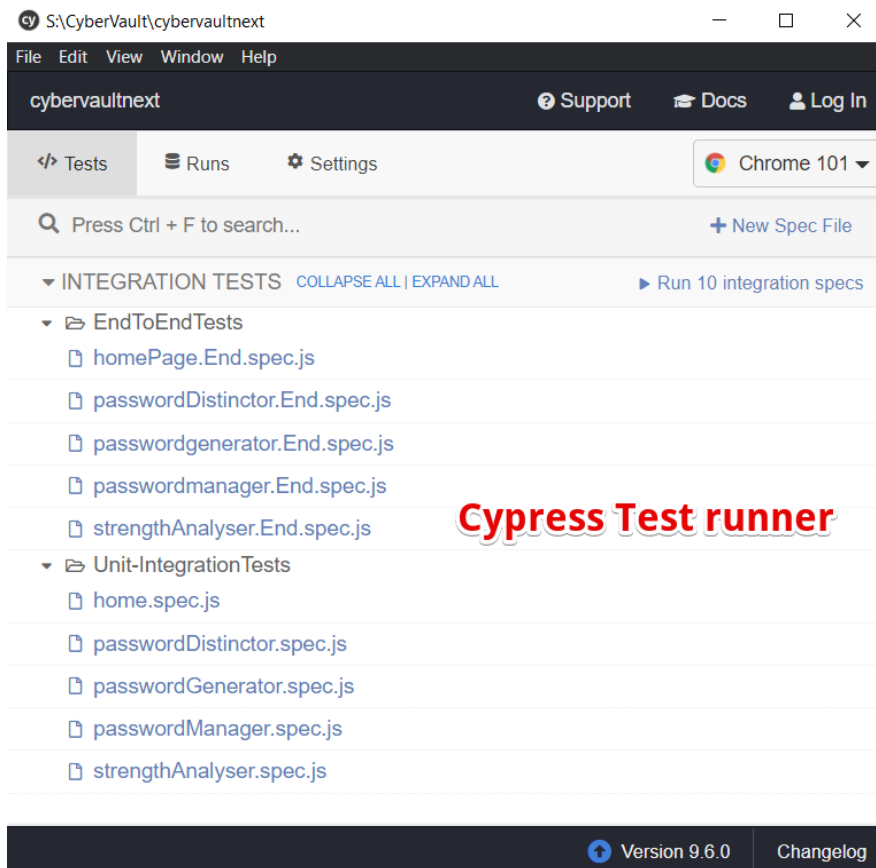 cy S:\CyberVault\cybervaultnext
File Edit View Window Help
cybervaultnext Support Docs Log In
</> Tests Runs Settings Chrome 101
Press Ctrl + F to search... + New Spec File
INTEGRATION TESTS COLLAPSE ALL | EXPAND ALL Run 10 integration specs
EndToEndTests
homePage.End.spec.js
passwordDistinctor.End.spec.js
passwordgenerator.End.spec.js
passwordmanager.End.spec.js
Cypress Test runner
strengthAnalyser.End.spec.js
Unit-IntegrationTests
home.spec.js
passwordDistinctor.spec.js
passwordGenerator.spec.js
passwordManager.spec.js
strengthAnalyser.spec.js
Version 9.6.0 Changelog